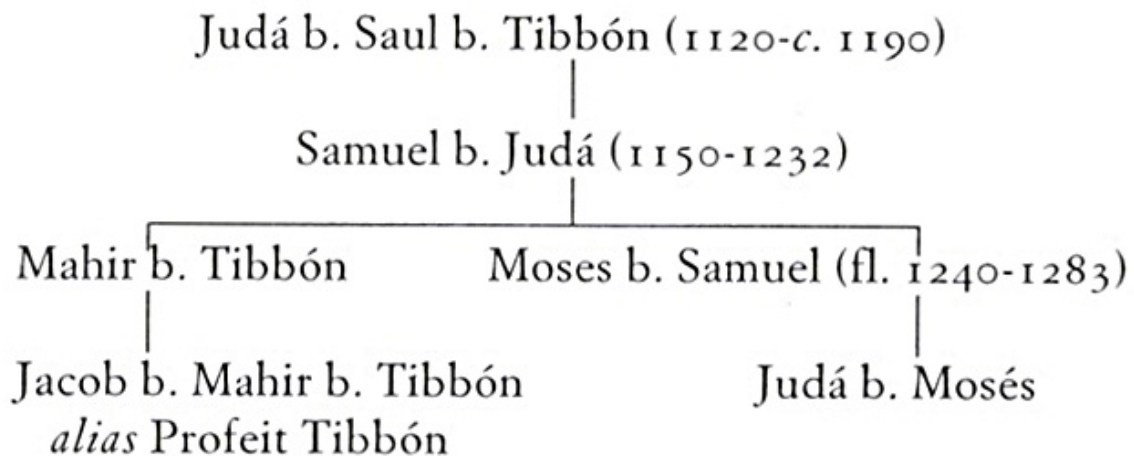 Judá b. Saul b. Tibbón (1120-c. 1190)
Samuel b. Judá (1150-1232)
Mahir b. Tibbón Moses b. Samuel (fl. 1240-1283)
Jacob b. Mahir b. Tibbón Judá b. Mosés
alias Profeit Tibbón